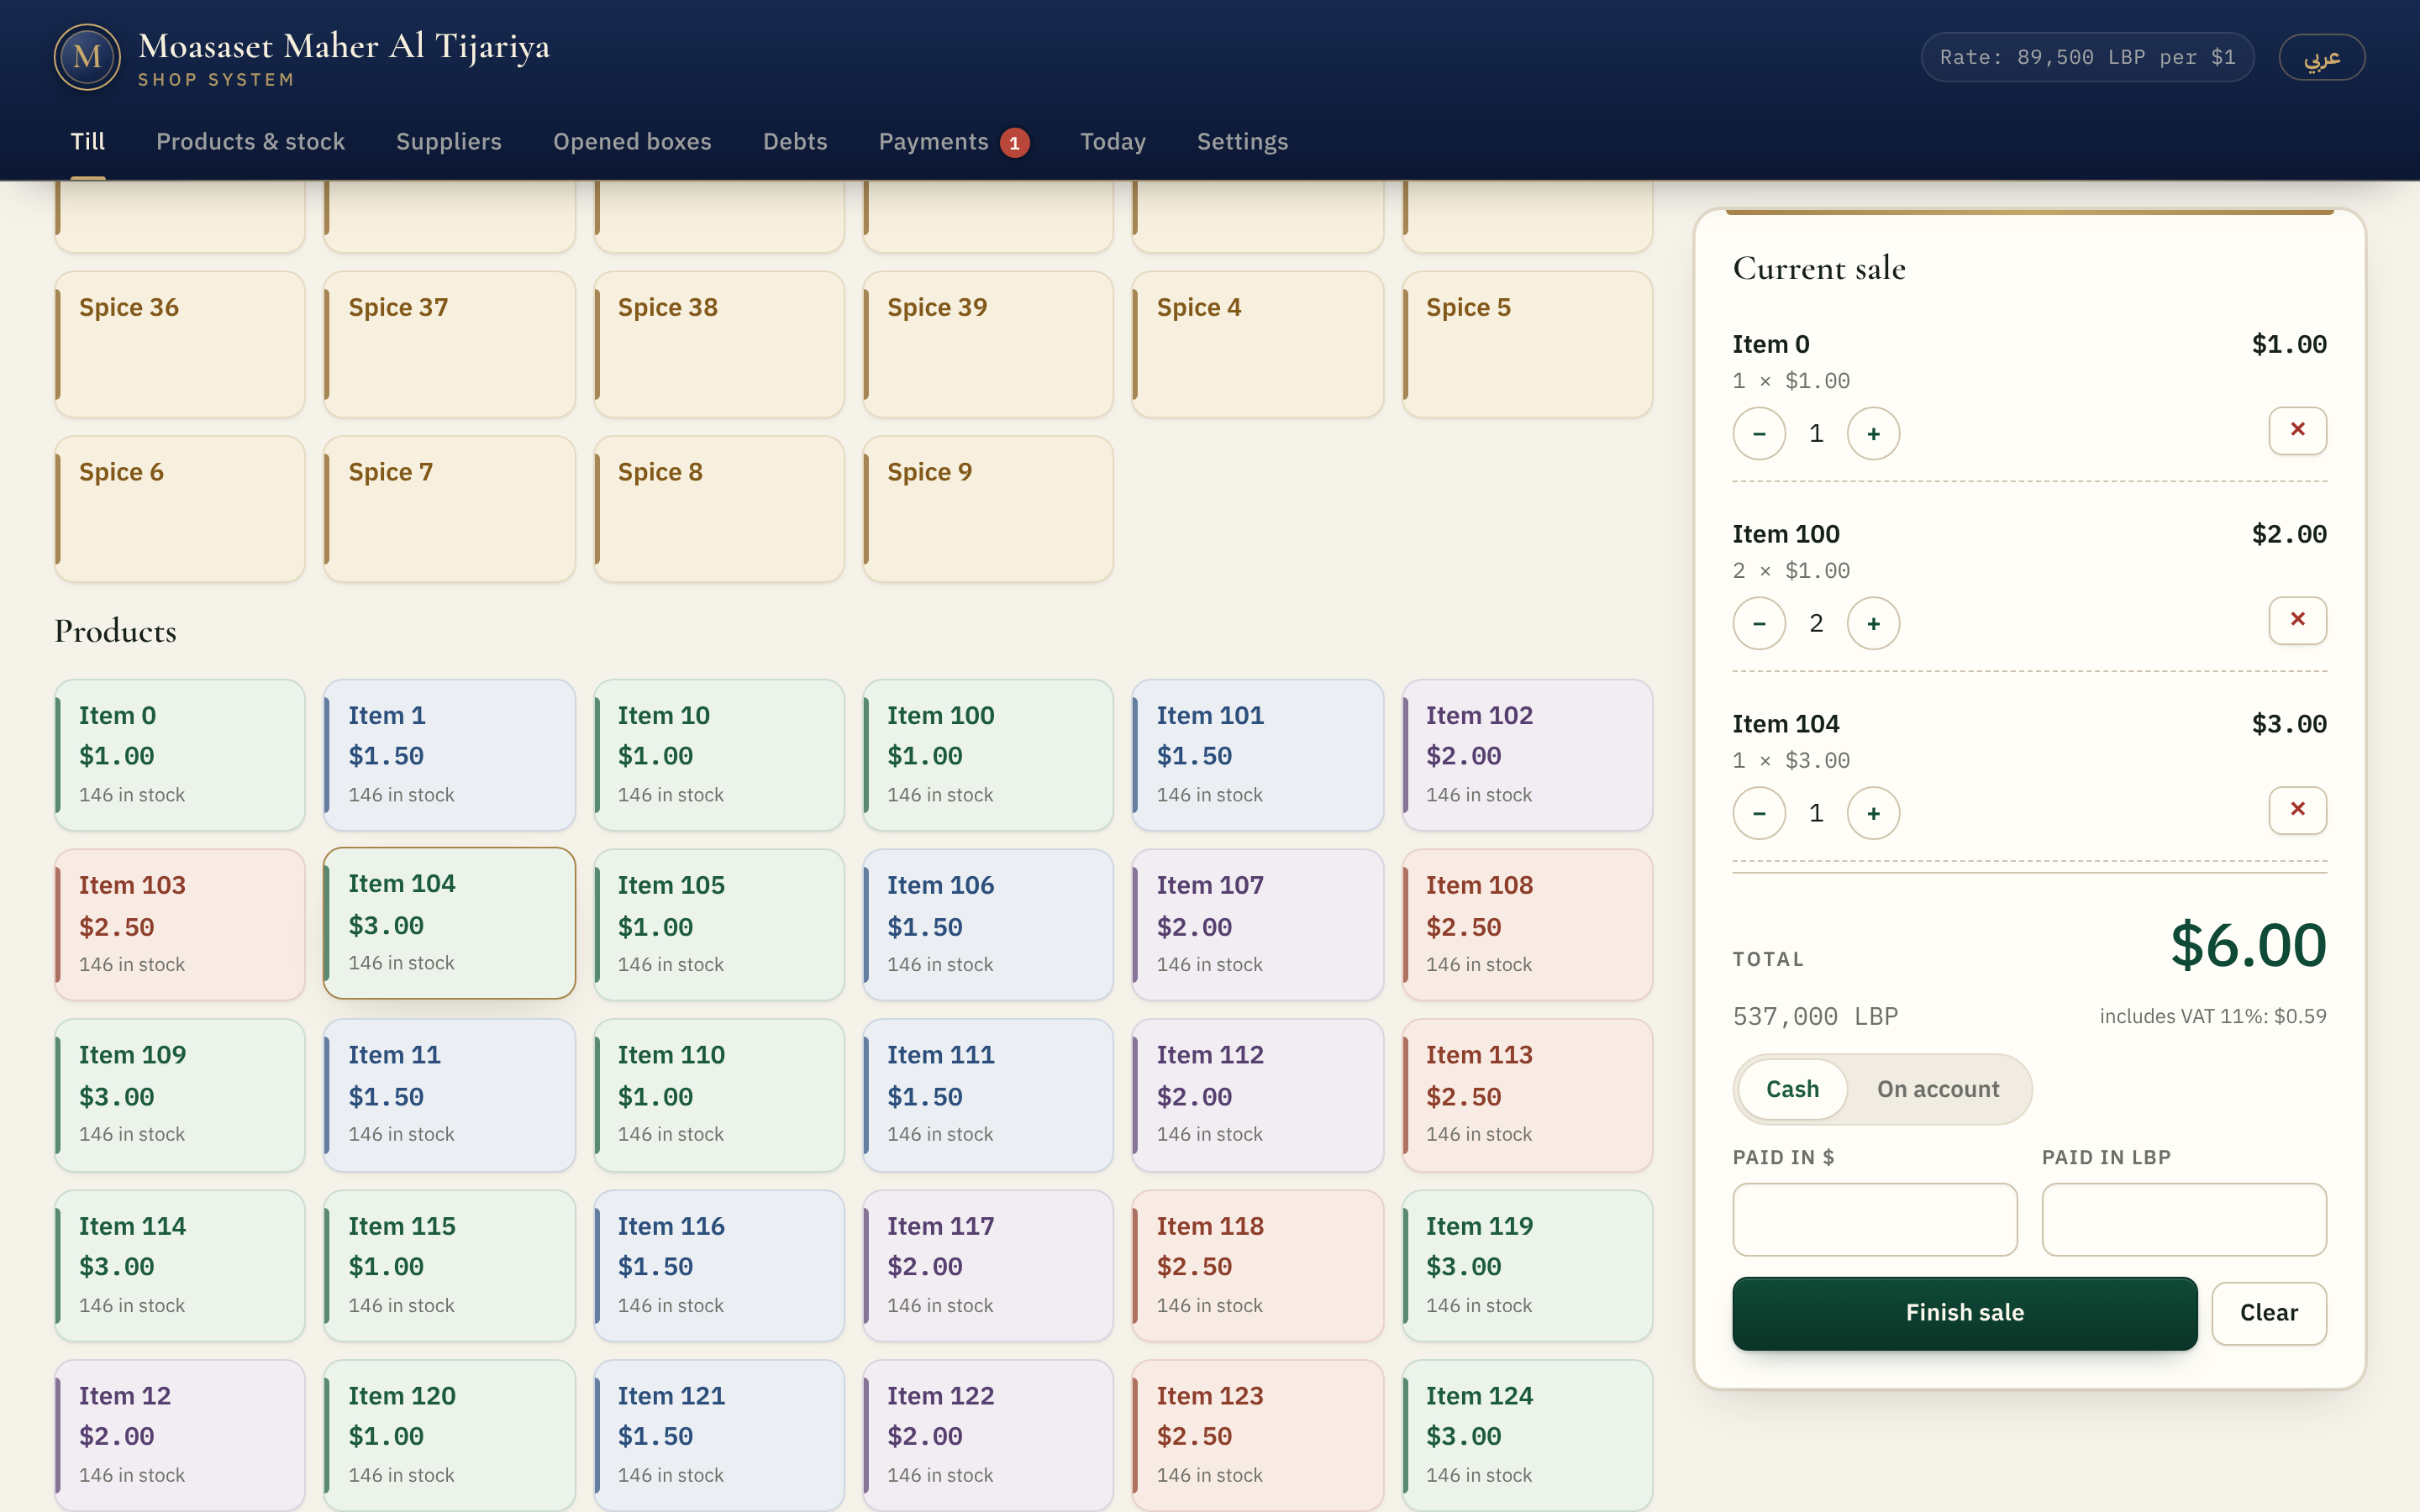 M
Moasaset Maher Al Tijariya
SHOP SYSTEM
Rate: 89,500 LBP per $1
عربي
Till Products & stock Suppliers Opened boxes Debts Payments 1 Today Settings
Spice 36 Spice 37 Spice 38 Spice 39 Spice 4 Spice 5
Spice 6 Spice 7 Spice 8 Spice 9
Products
Item 0 Item 1 Item 10 Item 100 Item 101 Item 102
$1.00 $1.50 $1.00 $1.00 $1.50 $2.00
146 in stock 146 in stock 146 in stock 146 in stock 146 in stock 146 in stock
Item 103 Item 104 Item 105 Item 106 Item 107 Item 108
$2.50 $3.00 $1.00 $1.50 $2.00 $2.50
146 in stock 146 in stock 146 in stock 146 in stock 146 in stock 146 in stock
Item 109 Item 11 Item 110 Item 111 Item 112 Item 113
$3.00 $1.50 $1.00 $1.50 $2.00 $2.50
146 in stock 146 in stock 146 in stock 146 in stock 146 in stock 146 in stock
Item 114 Item 115 Item 116 Item 117 Item 118 Item 119
$3.00 $1.00 $1.50 $2.00 $2.50 $3.00
146 in stock 146 in stock 146 in stock 146 in stock 146 in stock 146 in stock
Item 12 Item 120 Item 121 Item 122 Item 123 Item 124
$2.00 $1.00 $1.50 $2.00 $2.50 $3.00
146 in stock 146 in stock 146 in stock 146 in stock 146 in stock 146 in stock
Current sale
Item 0 $1.00
1 × $1.00
− 1 + ×
Item 100 $2.00
2 × $1.00
− 2 + ×
Item 104 $3.00
1 × $3.00
− 1 + ×
TOTAL $6.00
537,000 LBP includes VAT 11%: $0.59
Cash On account
PAID IN $ PAID IN LBP
Finish sale Clear